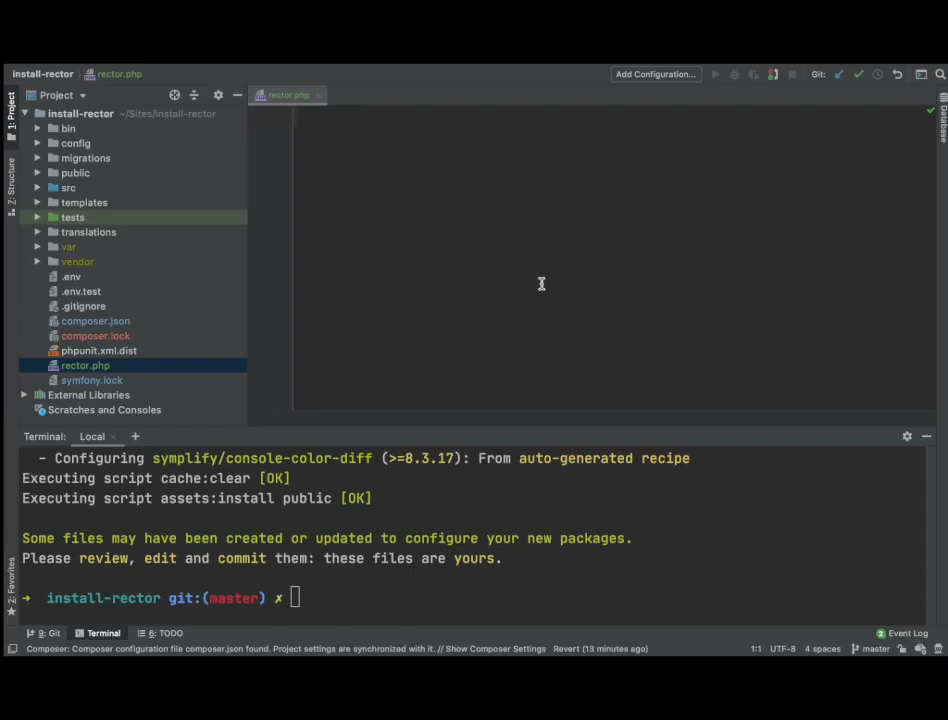 install-rector rector.php Add Configuration... Git:
1: Project
Project
rector.php
Database
install-rector ~/Sites/install-rector
bin
config
migrations
public
Z: Structure
src
templates
tests
translations
var
vendor
.env
.env.test
.gitignore
composer.json
composer.lock
phpunit.xml.dist
rector.php
symfony.lock
External Libraries
Scratches and Consoles
Terminal: Local +
- Configuring symplify/console-color-diff (>=8.3.17): From auto-generated recipe
Executing script cache:clear [OK]
Executing script assets:install public [OK]
Some files may have been created or updated to configure your new packages.
Please review, edit and commit them: these files are yours.
→ install-rector git:(master) ✗
2: Favorites
9: Git Terminal 6: TODO 2 Event Log
Composer: Composer configuration file composer.json found. Project settings are synchronized with it. // Show Composer Settings Revert (13 minutes ago) 1:1 UTF-8 4 spaces master